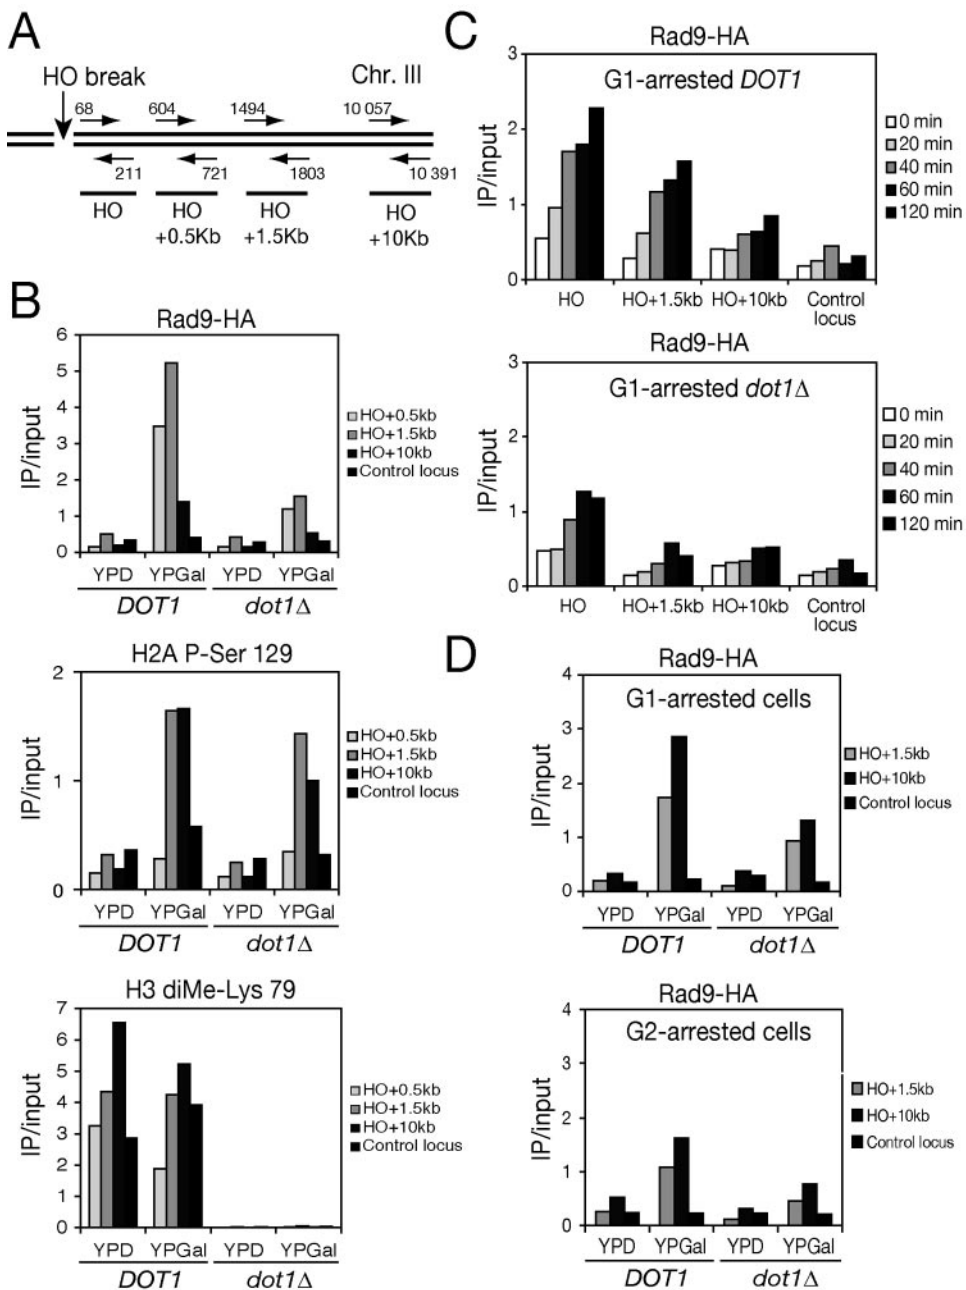 A
HO break
Chr. III
68
604
1494
10 057
211
721
1803
10 391
HO
HO
HO
HO
+0.5Kb
+1.5Kb
+10Kb
B
Rad9-HA
6
5
4
3
2
1
0
IP/input
HO+0.5kb
HO+1.5kb
HO+10kb
Control locus
YPD
YPGal
YPD
YPGal
DOT1
dot1Δ
H2A P-Ser 129
2
1
0
IP/input
HO+0.5kb
HO+1.5kb
HO+10kb
Control locus
YPD
YPGal
YPD
YPGal
DOT1
dot1Δ
H3 diMe-Lys 79
7
6
5
4
3
2
1
0
IP/input
HO+0.5kb
HO+1.5kb
HO+10kb
Control locus
YPD
YPGal
YPD
YPGal
DOT1
dot1Δ
C
Rad9-HA
G1-arrested DOT1
3
2
1
0
IP/input
0 min
20 min
40 min
60 min
120 min
HO
HO+1.5kb
HO+10kb
Control
locus
Rad9-HA
G1-arrested dot1Δ
3
2
1
0
IP/input
0 min
20 min
40 min
60 min
120 min
HO
HO+1.5kb
HO+10kb
Control
locus
D
Rad9-HA
G1-arrested cells
4
3
2
1
0
IP/input
HO+1.5kb
HO+10kb
Control locus
YPD
YPGal
YPD
YPGal
DOT1
dot1Δ
Rad9-HA
G2-arrested cells
4
3
2
1
0
IP/input
HO+1.5kb
HO+10kb
Control locus
YPD
YPGal
YPD
YPGal
DOT1
dot1Δ